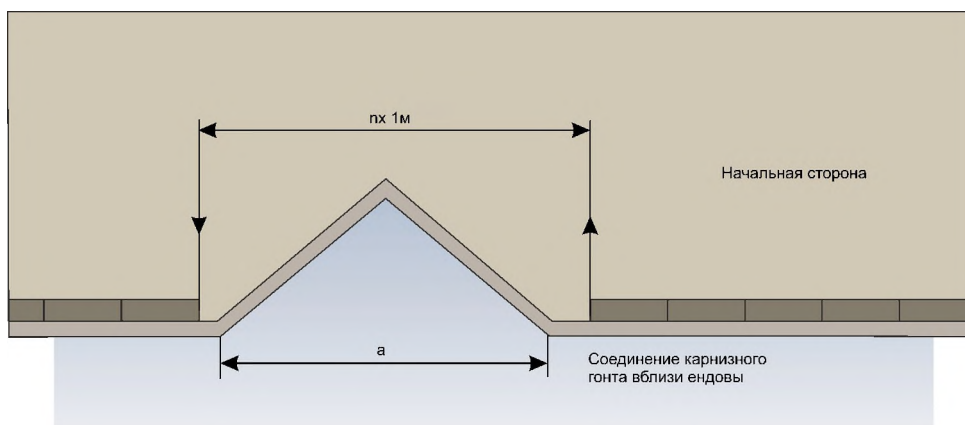 nx 1м
Начальная сторона
a
Соединение карнизного
гонта вблизи ендовы